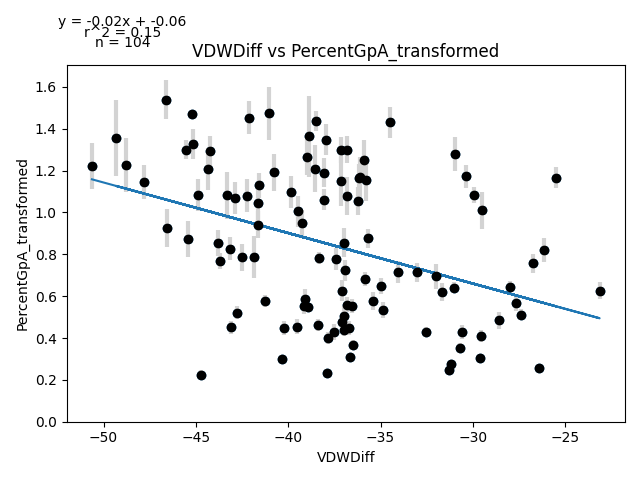 y = -0.02x + -0.06
r^2 = 0.15
n = 104
VDWDiff vs PercentGpA_transformed
PercentGpA_transformed
1.6
1.4
1.2
1.0
0.8
0.6
0.4
0.2
0.0
−50
−45
−40
−35
−30
−25
VDWDiff